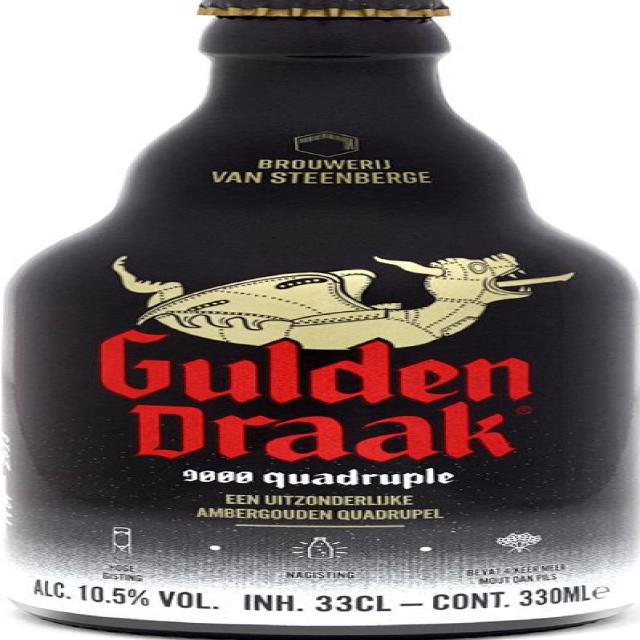 BROUWERIJ
VAN STEENBERGE
Gulden
Draak®
9000 quadruple
EEN UITZONDERLIJKE
AMBERGOUDEN QUADRUPEL
HOGE
GISTING
NAGISTING
BEVAT 4 KEER MEER
MOUT DAN PILS
ALC. 10.5% VOL. INH. 33CL – CONT. 330ML℮